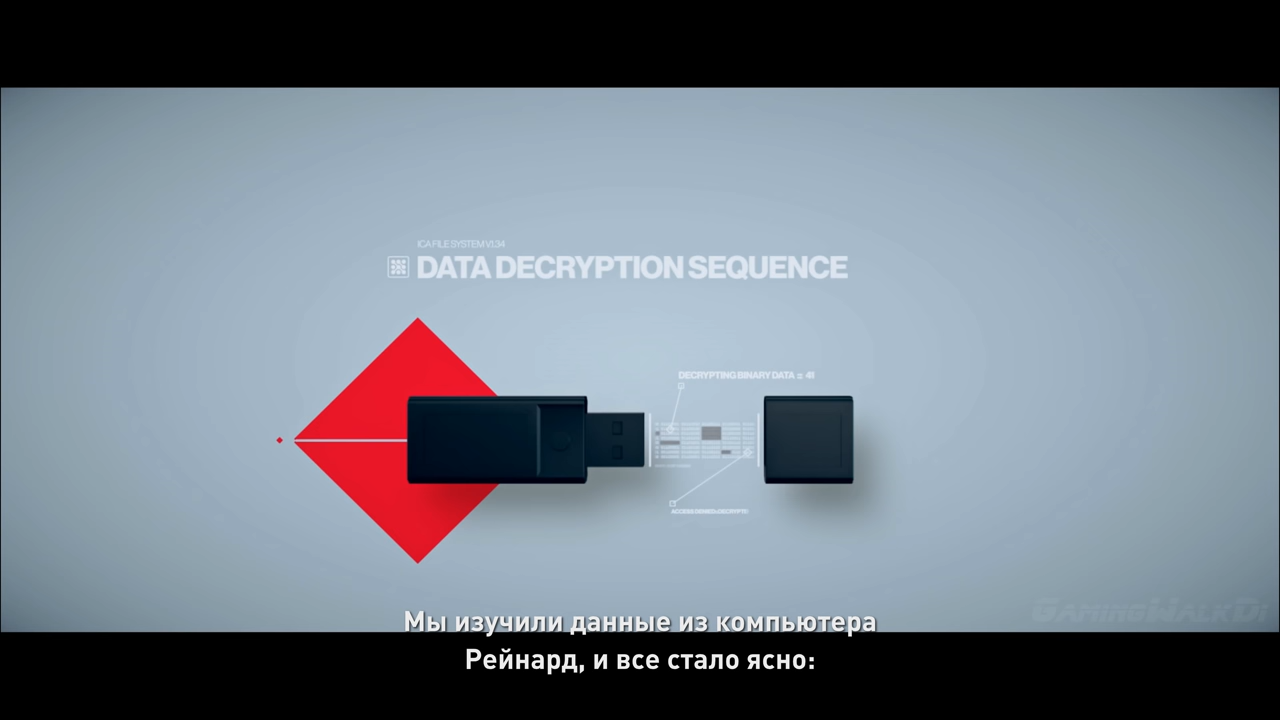 ICA FILE SYSTEM V1.34
DATA DECRYPTION SEQUENCE
DECRYPTING BINARY DATA = 41
Мы изучили данные из компьютера
Рейнард, и все стало ясно: